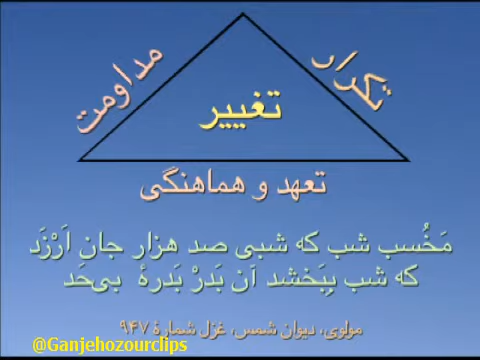 مداومت
تکرار
تغییر
تعهد و هماهنگی
مَخُسب شب که شبی صد هزار جان اَرْزَد
که شب بِبَخشد آن بَدرْ بَدرهٔ بی‌حَد
مولوی، دیوان شمس، غزل شمارهٔ ۹۴۷
@Ganjehozourclips